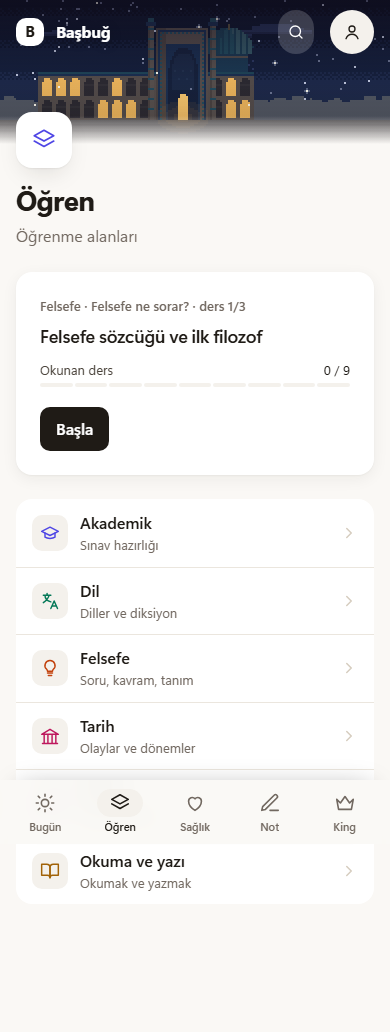 B Başbuğ
Öğren
Öğrenme alanları
Felsefe · Felsefe ne sorar? · ders 1/3
Felsefe sözcüğü ve ilk filozof
Okunan ders 0 / 9
Başla
Akademik
Sınav hazırlığı
Dil
Diller ve diksiyon
Felsefe
Soru, kavram, tanım
Tarih
Olaylar ve dönemler
Bugün Öğren Sağlık Not King
Okuma ve yazı
Okumak ve yazmak